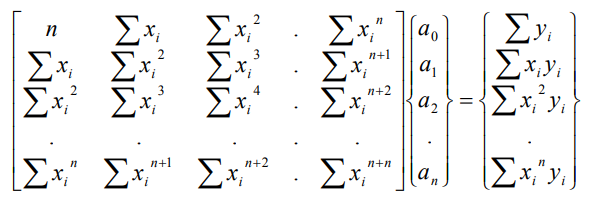 n ∑xᵢ ∑xᵢ² . ∑xᵢⁿ a₀ ∑yᵢ
∑xᵢ ∑xᵢ² ∑xᵢ³ . ∑xᵢⁿ⁺¹ a₁ ∑xᵢyᵢ
∑xᵢ² ∑xᵢ³ ∑xᵢ⁴ . ∑xᵢⁿ⁺² a₂ = ∑xᵢ²yᵢ
. . . . . . .
∑xᵢⁿ ∑xᵢⁿ⁺¹ ∑xᵢⁿ⁺² . ∑xᵢⁿ⁺ⁿ aₙ ∑xᵢⁿyᵢ